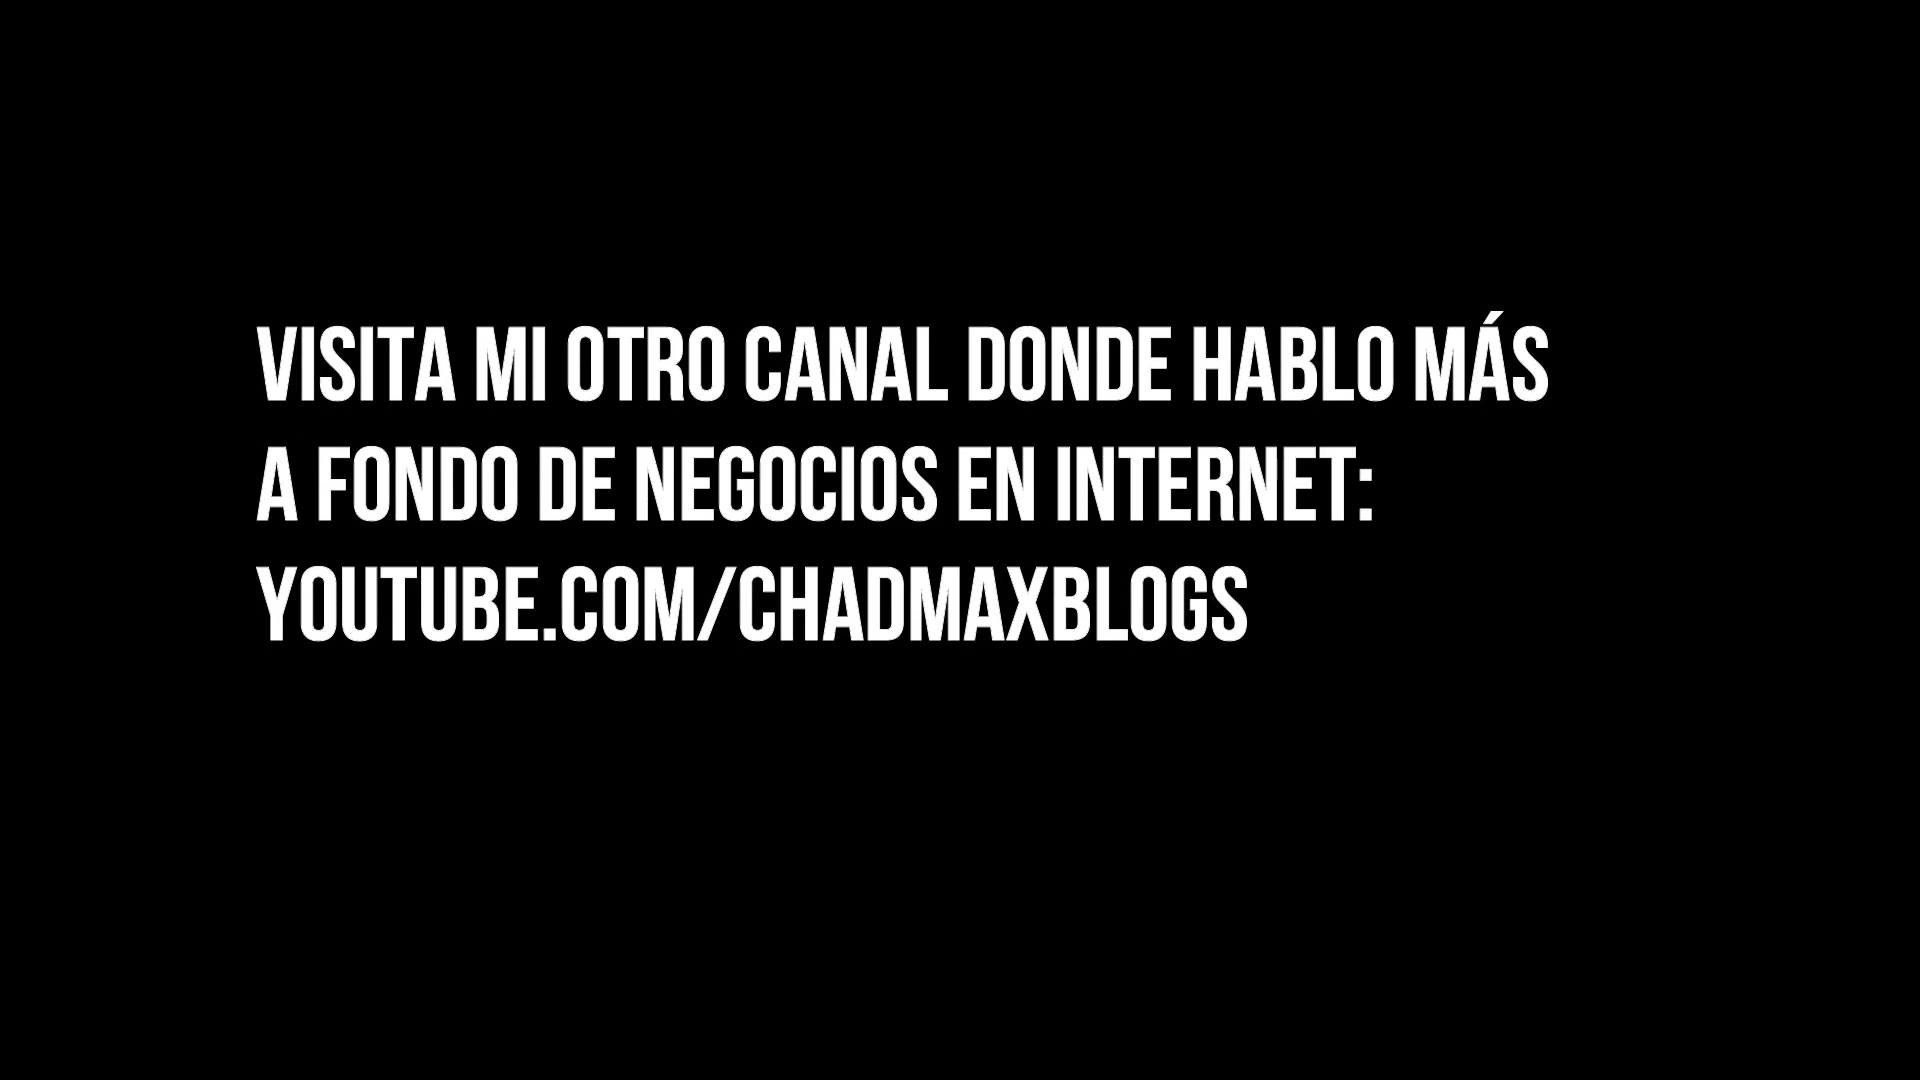 VISITA MI OTRO CANAL DONDE HABLO MÁS
A FONDO DE NEGOCIOS EN INTERNET:
YOUTUBE.COM/CHADMAXBLOGS